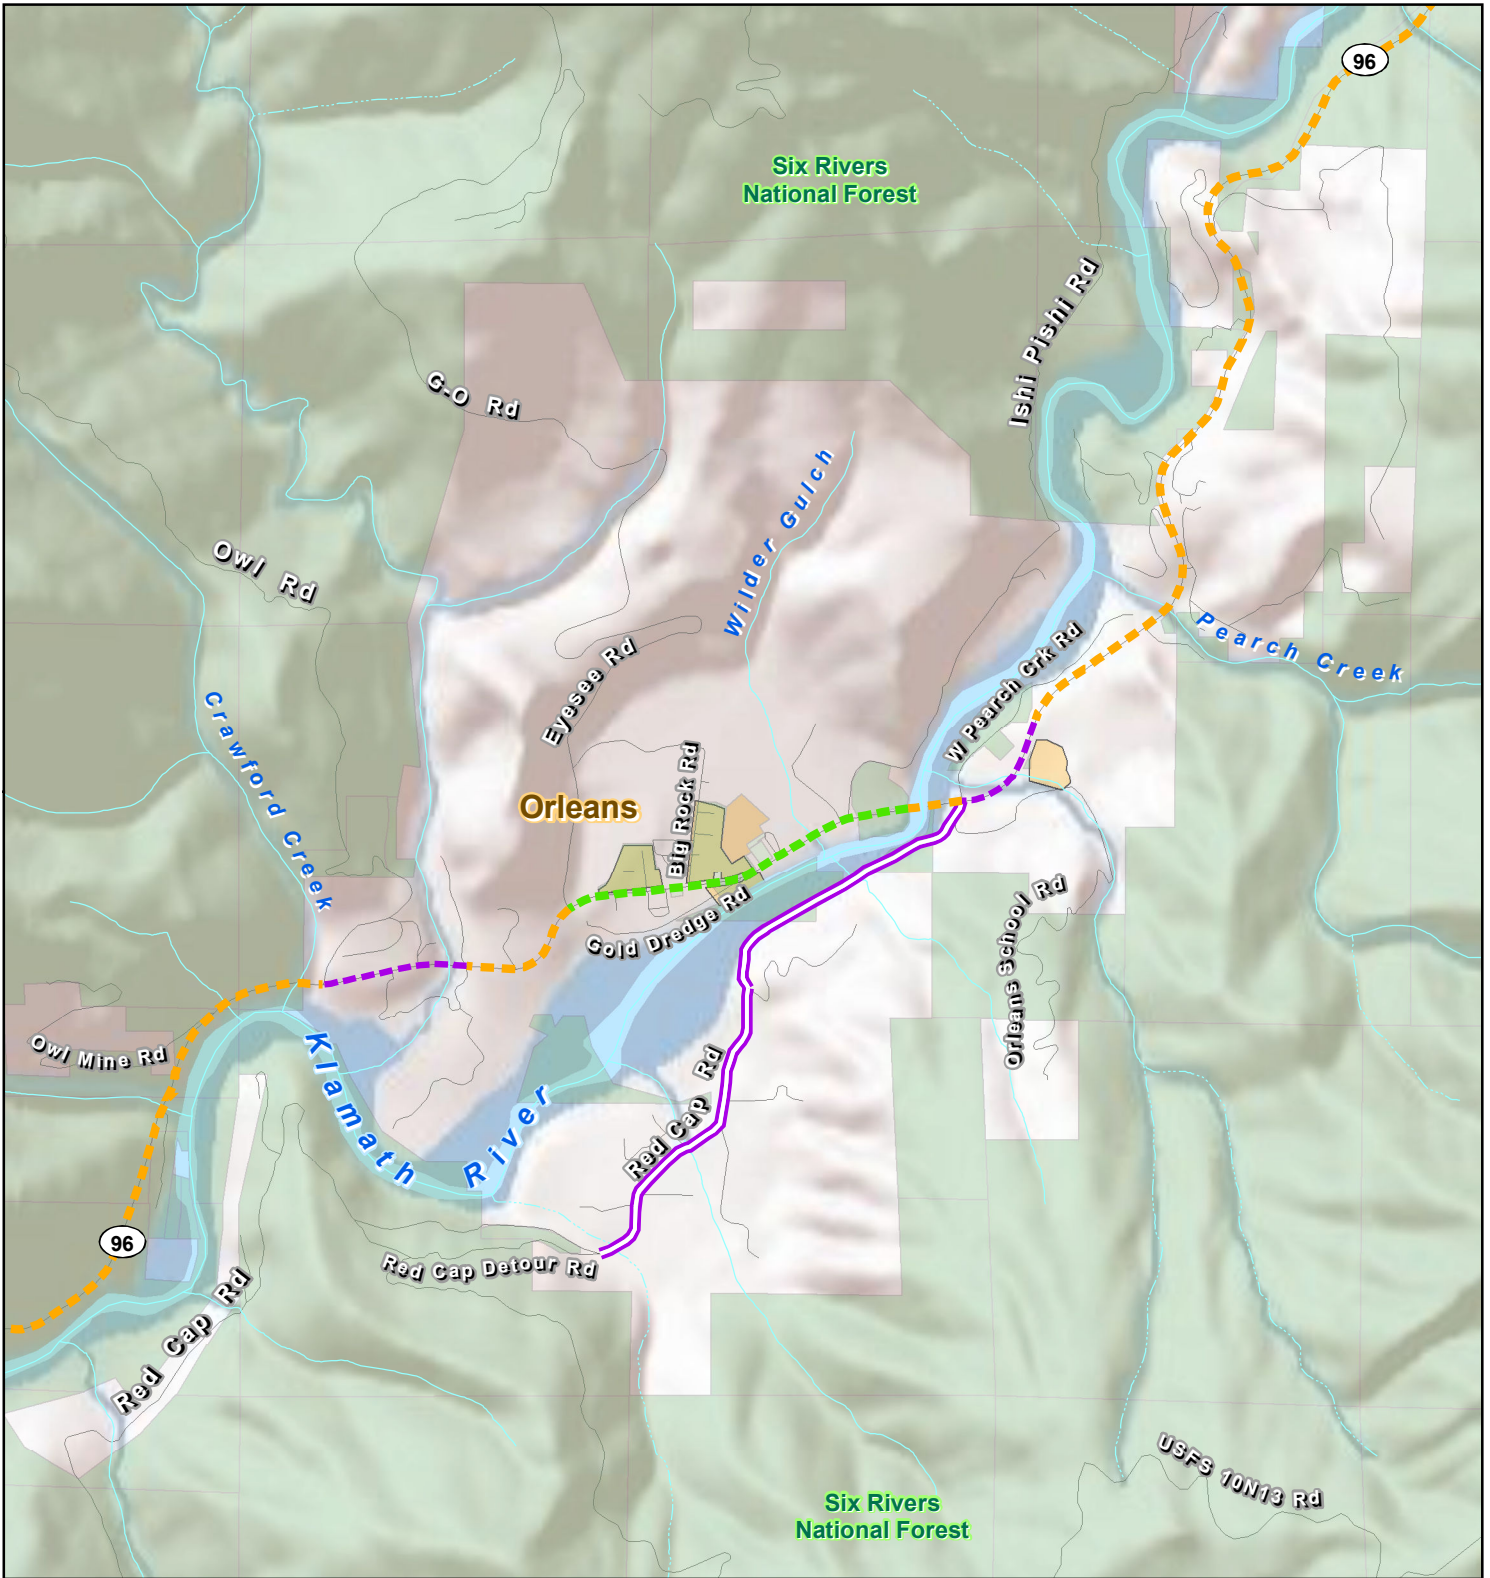 96
Six Rivers
National Forest
Ishi Pishi Rd
G-O Rd
Wilder Gulch
Owl Rd
Pearch Creek
W Pearch Crk Rd
Eyesee Rd
Crawford Creek
Big Rock Rd
Orleans
Gold Dredge Rd
Orleans School Rd
Owl Mine Rd
Klamath River
Red Cap Rd
96
Red Cap Detour Rd
Red Cap Rd
USFS 10N13 Rd
Six Rivers
National Forest